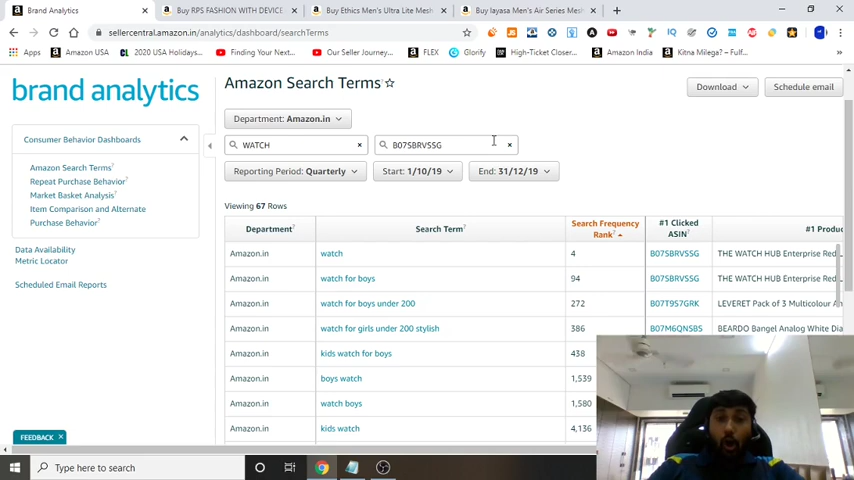 Brand Analytics
Buy RPS FASHION WITH DEVICE
Buy Ethics Men's Ultra Lite Mesh
Buy Jayasa Men's Air Series Mesh
sellercentral.amazon.in/analytics/dashboard/searchTerms
Apps
Amazon USA
2020 USA Holidays...
Finding Your Next...
Our Seller Journey...
FLEX
Glorify
High-Ticket Closer...
Amazon India
Kitna Milega? – Fulf...
brand analytics
Consumer Behavior Dashboards
Amazon Search Terms?
Repeat Purchase Behavior?
Market Basket Analysis?
Item Comparison and Alternate
Purchase Behavior?
Data Availability
Metric Locator
Scheduled Email Reports
FEEDBACK ×
Amazon Search Terms
Download
Schedule email
Department: Amazon.in
WATCH ×
B07SBRVSSG ×
Reporting Period: Quarterly
Start: 1/10/19
End: 31/12/19
Viewing 67 Rows
Department? Search Term? Search Frequency Rank? #1 Clicked ASIN? #1 Produc
Amazon.in watch 4 B07SBRVSSG THE WATCH HUB Enterprise Red
Amazon.in watch for boys 94 B07SBRVSSG THE WATCH HUB Enterprise Red
Amazon.in watch for boys under 200 272 B07T9S7GRK LEVERET Pack of 3 Multicolour
Amazon.in watch for girls under 200 stylish 386 B07M6QNSBS BEARDO Bangel Analog White Dia
Amazon.in kids watch for boys 438
Amazon.in boys watch 1,539
Amazon.in watch boys 1,580
Amazon.in kids watch 4,136
Type here to search